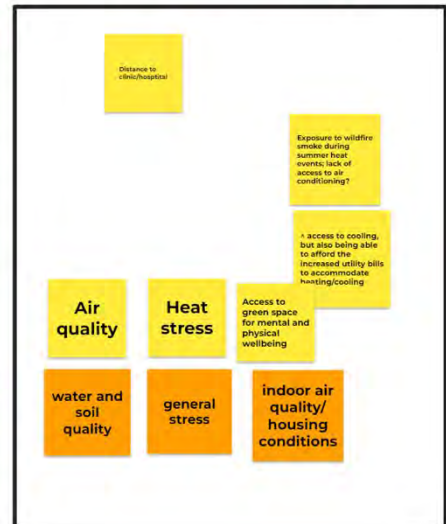 Distance to
clinic/hosptital
Exposure to wildfire
smoke during
summer heat
events; lack of
access to air
conditioning?
^ access to cooling,
but also being able
to afford the
increased utility bills
to accommodate
heating/cooling
Air
quality
Heat
stress
Access to
green space
for mental and
physical
wellbeing
water and
soil
quality
general
stress
indoor air
quality/
housing
conditions